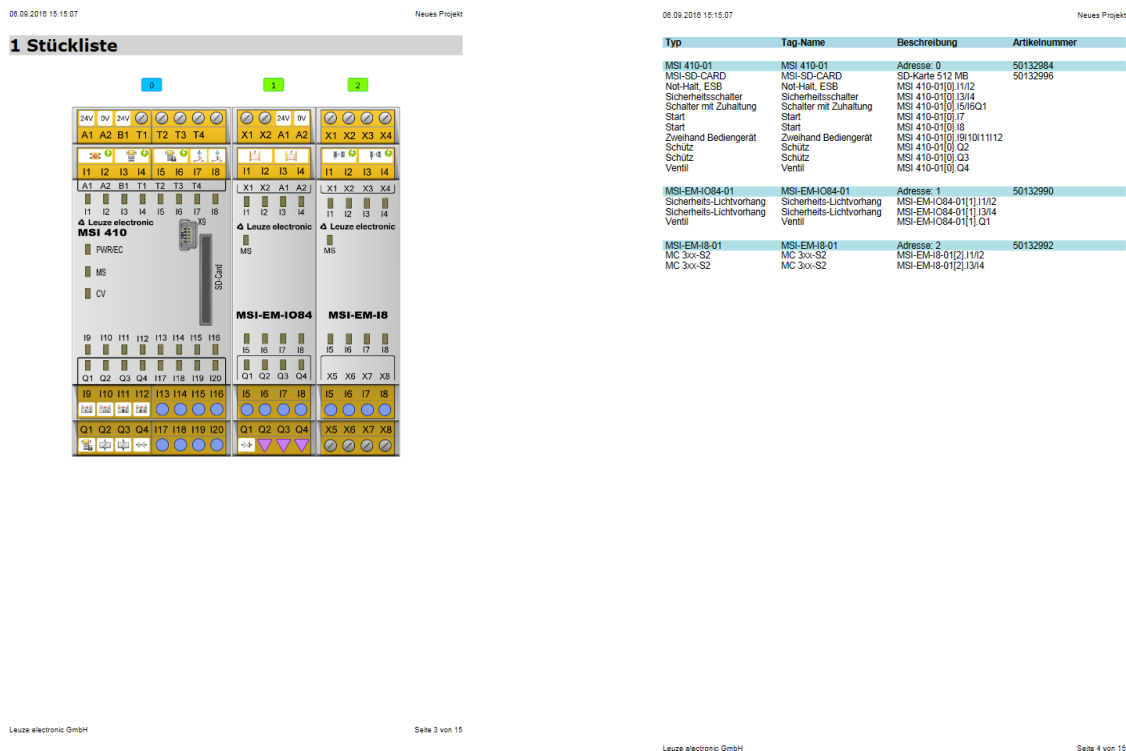 06.09.2016 15:15:07 Neues Projekt
1 Stückliste
0 1 2
24V 0V 24V 24V 0V
A1 A2 B1 T1 T2 T3 T4 X1 X2 A1 A2 X1 X2 X3 X4
I1 I2 I3 I4 I5 I6 I7 I8 I1 I2 I3 I4 I1 I2 I3 I4
A1 A2 B1 T1 T2 T3 T4 X1 X2 A1 A2 X1 X2 X3 X4
I1 I2 I3 I4 I5 I6 I7 I8 I1 I2 I3 I4 I1 I2 I3 I4
Leuze electronic X9 Leuze electronic Leuze electronic
MSI 410
PWR/EC MS MS
MS
SD-Card
CV
MSI-EM-IO84 MSI-EM-I8
I9 I10 I11 I12 I13 I14 I15 I16
I5 I6 I7 I8 I5 I6 I7 I8
Q1 Q2 Q3 Q4 I17 I18 I19 I20 Q1 Q2 Q3 Q4 X5 X6 X7 X8
I9 I10 I11 I12 I13 I14 I15 I16 I5 I6 I7 I8 I5 I6 I7 I8
Q1 Q2 Q3 Q4 I17 I18 I19 I20 Q1 Q2 Q3 Q4 X5 X6 X7 X8
Leuze electronic GmbH Seite 3 von 15
06.09.2016 15:15:07 Neues Projekt
Typ Tag-Name Beschreibung Artikelnummer
MSI 410-01 MSI 410-01 Adresse: 0 50132984
MSI-SD-CARD MSI-SD-CARD SD-Karte 512 MB 50132996
Not-Halt, ESB Not-Halt, ESB MSI 410-01[0].I1/I2
Sicherheitsschalter Sicherheitsschalter MSI 410-01[0].I3/I4
Schalter mit Zuhaltung Schalter mit Zuhaltung MSI 410-01[0].I5/I6Q1
Start Start MSI 410-01[0].I7
Start Start MSI 410-01[0].I8
Zweihand Bediengerät Zweihand Bediengerät MSI 410-01[0].I9I10I11I12
Schütz Schütz MSI 410-01[0].Q2
Schütz Schütz MSI 410-01[0].Q3
Ventil Ventil MSI 410-01[0].Q4
MSI-EM-IO84-01 MSI-EM-IO84-01 Adresse: 1 50132990
Sicherheits-Lichtvorhang Sicherheits-Lichtvorhang MSI-EM-IO84-01[1].I1/I2
Sicherheits-Lichtvorhang Sicherheits-Lichtvorhang MSI-EM-IO84-01[1].I3/I4
Ventil Ventil MSI-EM-IO84-01[1].Q1
MSI-EM-I8-01 MSI-EM-I8-01 Adresse: 2 50132992
MC 3xx-S2 MC 3xx-S2 MSI-EM-I8-01[2].I1/I2
MC 3xx-S2 MC 3xx-S2 MSI-EM-I8-01[2].I3/I4
Leuze electronic GmbH Seite 4 von 15